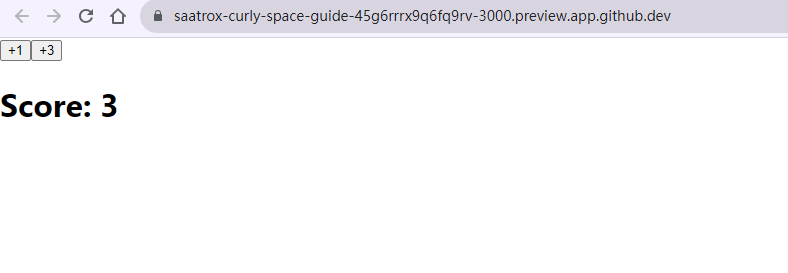 saatrox-curly-space-guide-45g6rrrx9q6fq9rv-3000.preview.app.github.dev
+1 +3
Score: 3